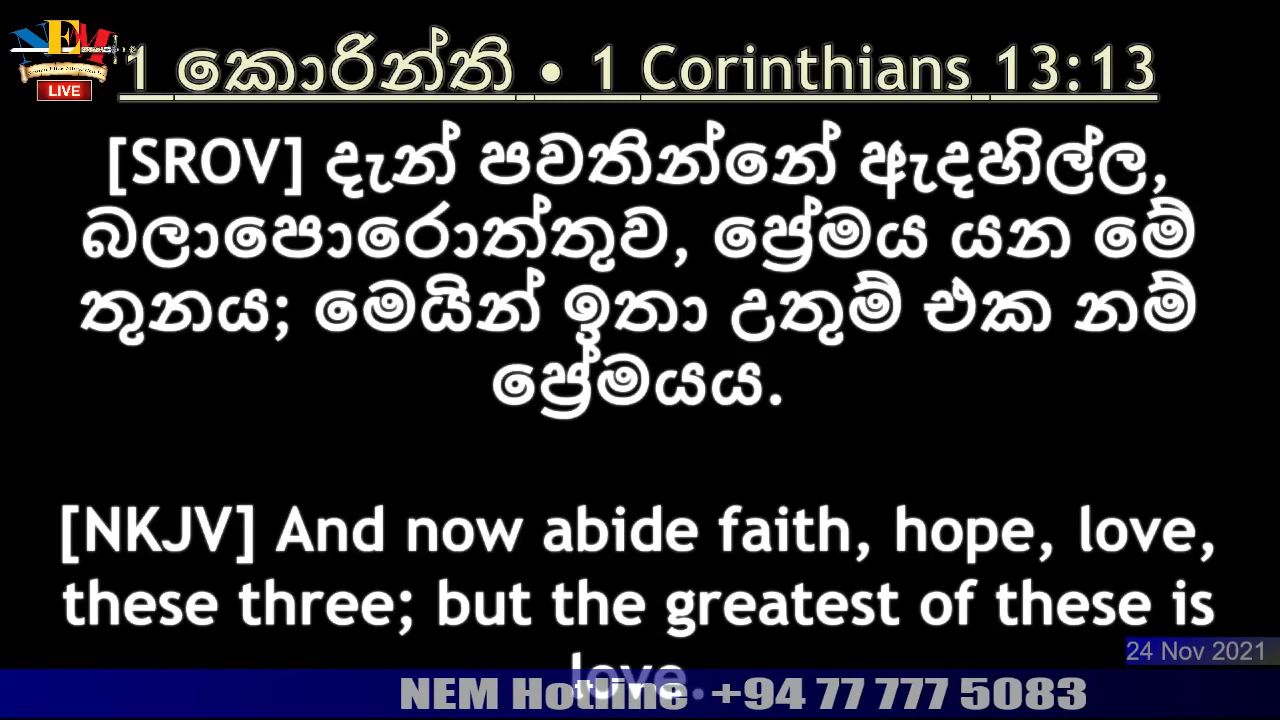 NEM
LIVE
1 කොරින්ති • 1 Corinthians 13:13
[SROV] දැන් පවතින්නේ ඇදහිල්ල,
බලාපොරොත්තුව, ප්‍රේමය යන මේ
තුනය; මෙයින් ඉතා උතුම් එක නම්
ප්‍රේමයය.
[NKJV] And now abide faith, hope, love,
these three; but the greatest of these is
love.
24 Nov 2021
NEM Hotline +94 77 777 5083